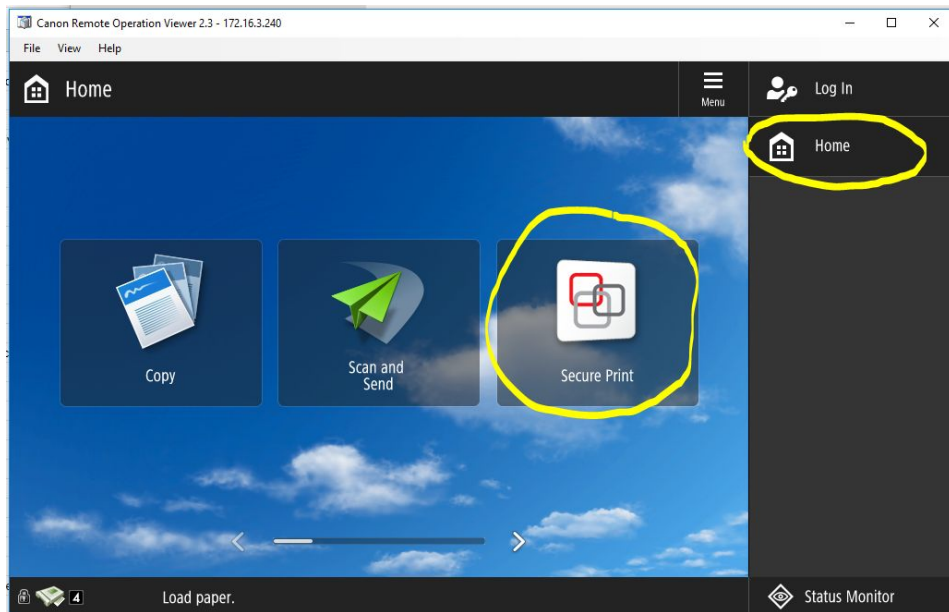 Canon Remote Operation Viewer 2.3 - 172.16.3.240
File View Help
Home
Menu
Log In
Home
Copy
Scan and
Send
Secure Print
4
Load paper.
Status Monitor